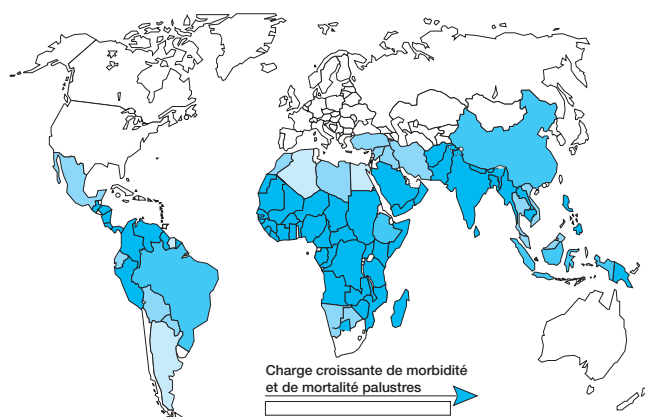 Charge croissante de morbidité
et de mortalité palustres